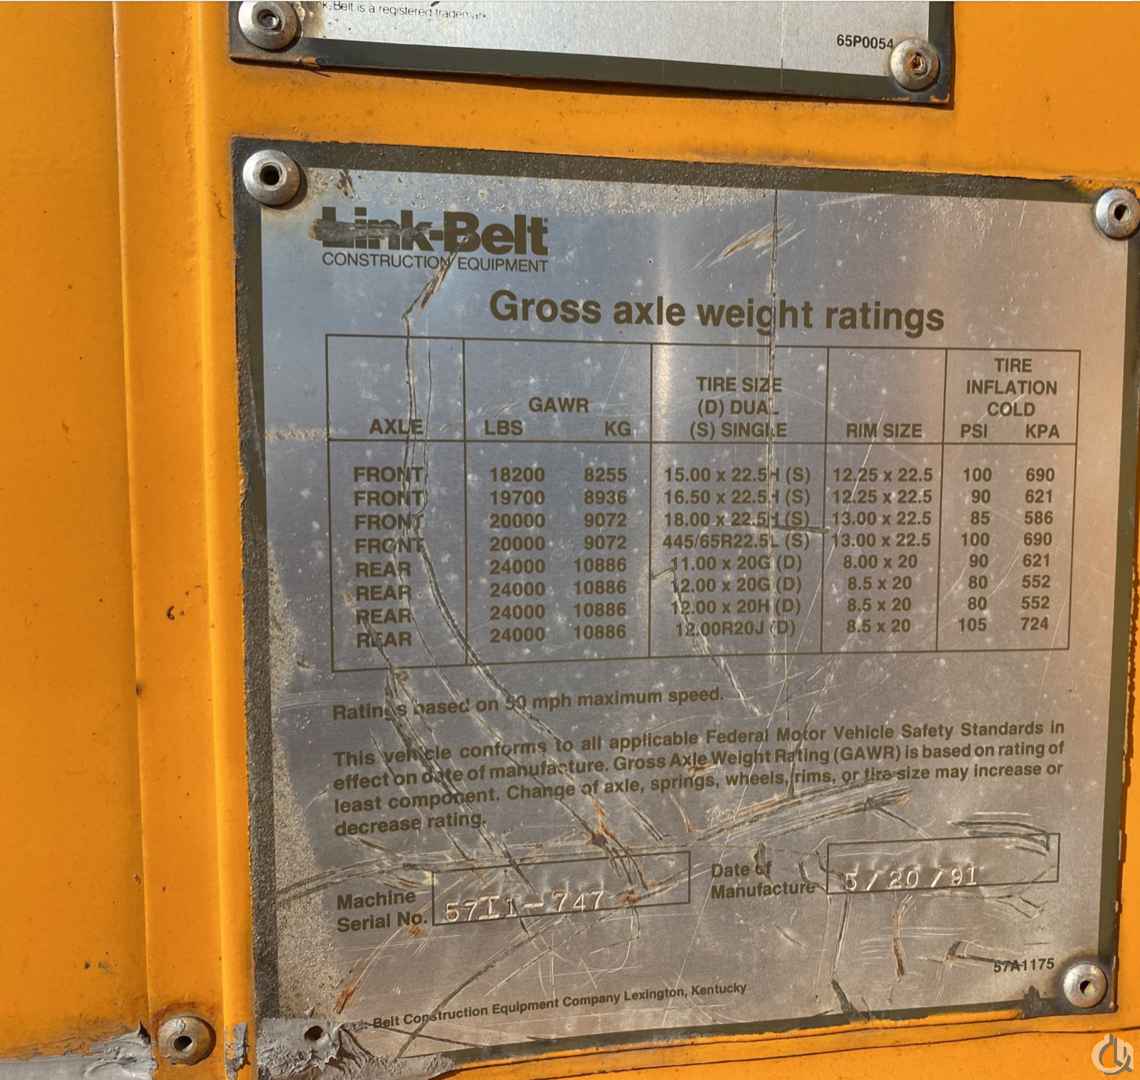 k-Belt is a registered trademark
65P0054
Link-Belt
CONSTRUCTION EQUIPMENT
Gross axle weight ratings
AXLE GAWR LBS KG TIRE SIZE (D) DUAL (S) SINGLE RIM SIZE TIRE INFLATION COLD PSI KPA
FRONT 18200 8255 15.00 x 22.5H (S) 12.25 x 22.5 100 690
FRONT 19700 8936 16.50 x 22.5H (S) 12.25 x 22.5 90 621
FRONT 20000 9072 18.00 x 22.5H (S) 13.00 x 22.5 85 586
FRONT 20000 9072 445/65R22.5L (S) 13.00 x 22.5 100 690
REAR 24000 10886 11.00 x 20G (D) 8.00 x 20 90 621
REAR 24000 10886 12.00 x 20G (D) 8.5 x 20 80 552
REAR 24000 10886 12.00 x 20H (D) 8.5 x 20 80 552
REAR 24000 10886 12.00R20J (D) 8.5 x 20 105 724
Ratings based on 50 mph maximum speed.
This vehicle conforms to all applicable Federal Motor Vehicle Safety Standards in
effect on date of manufacture. Gross Axle Weight Rating (GAWR) is based on rating of
least component. Change of axle, springs, wheels, rims, or tire size may increase or
decrease rating.
Machine Serial No. 57I1-747
Date of Manufacture 5/20/91
57A1175
-Belt Construction Equipment Company Lexington, Kentucky